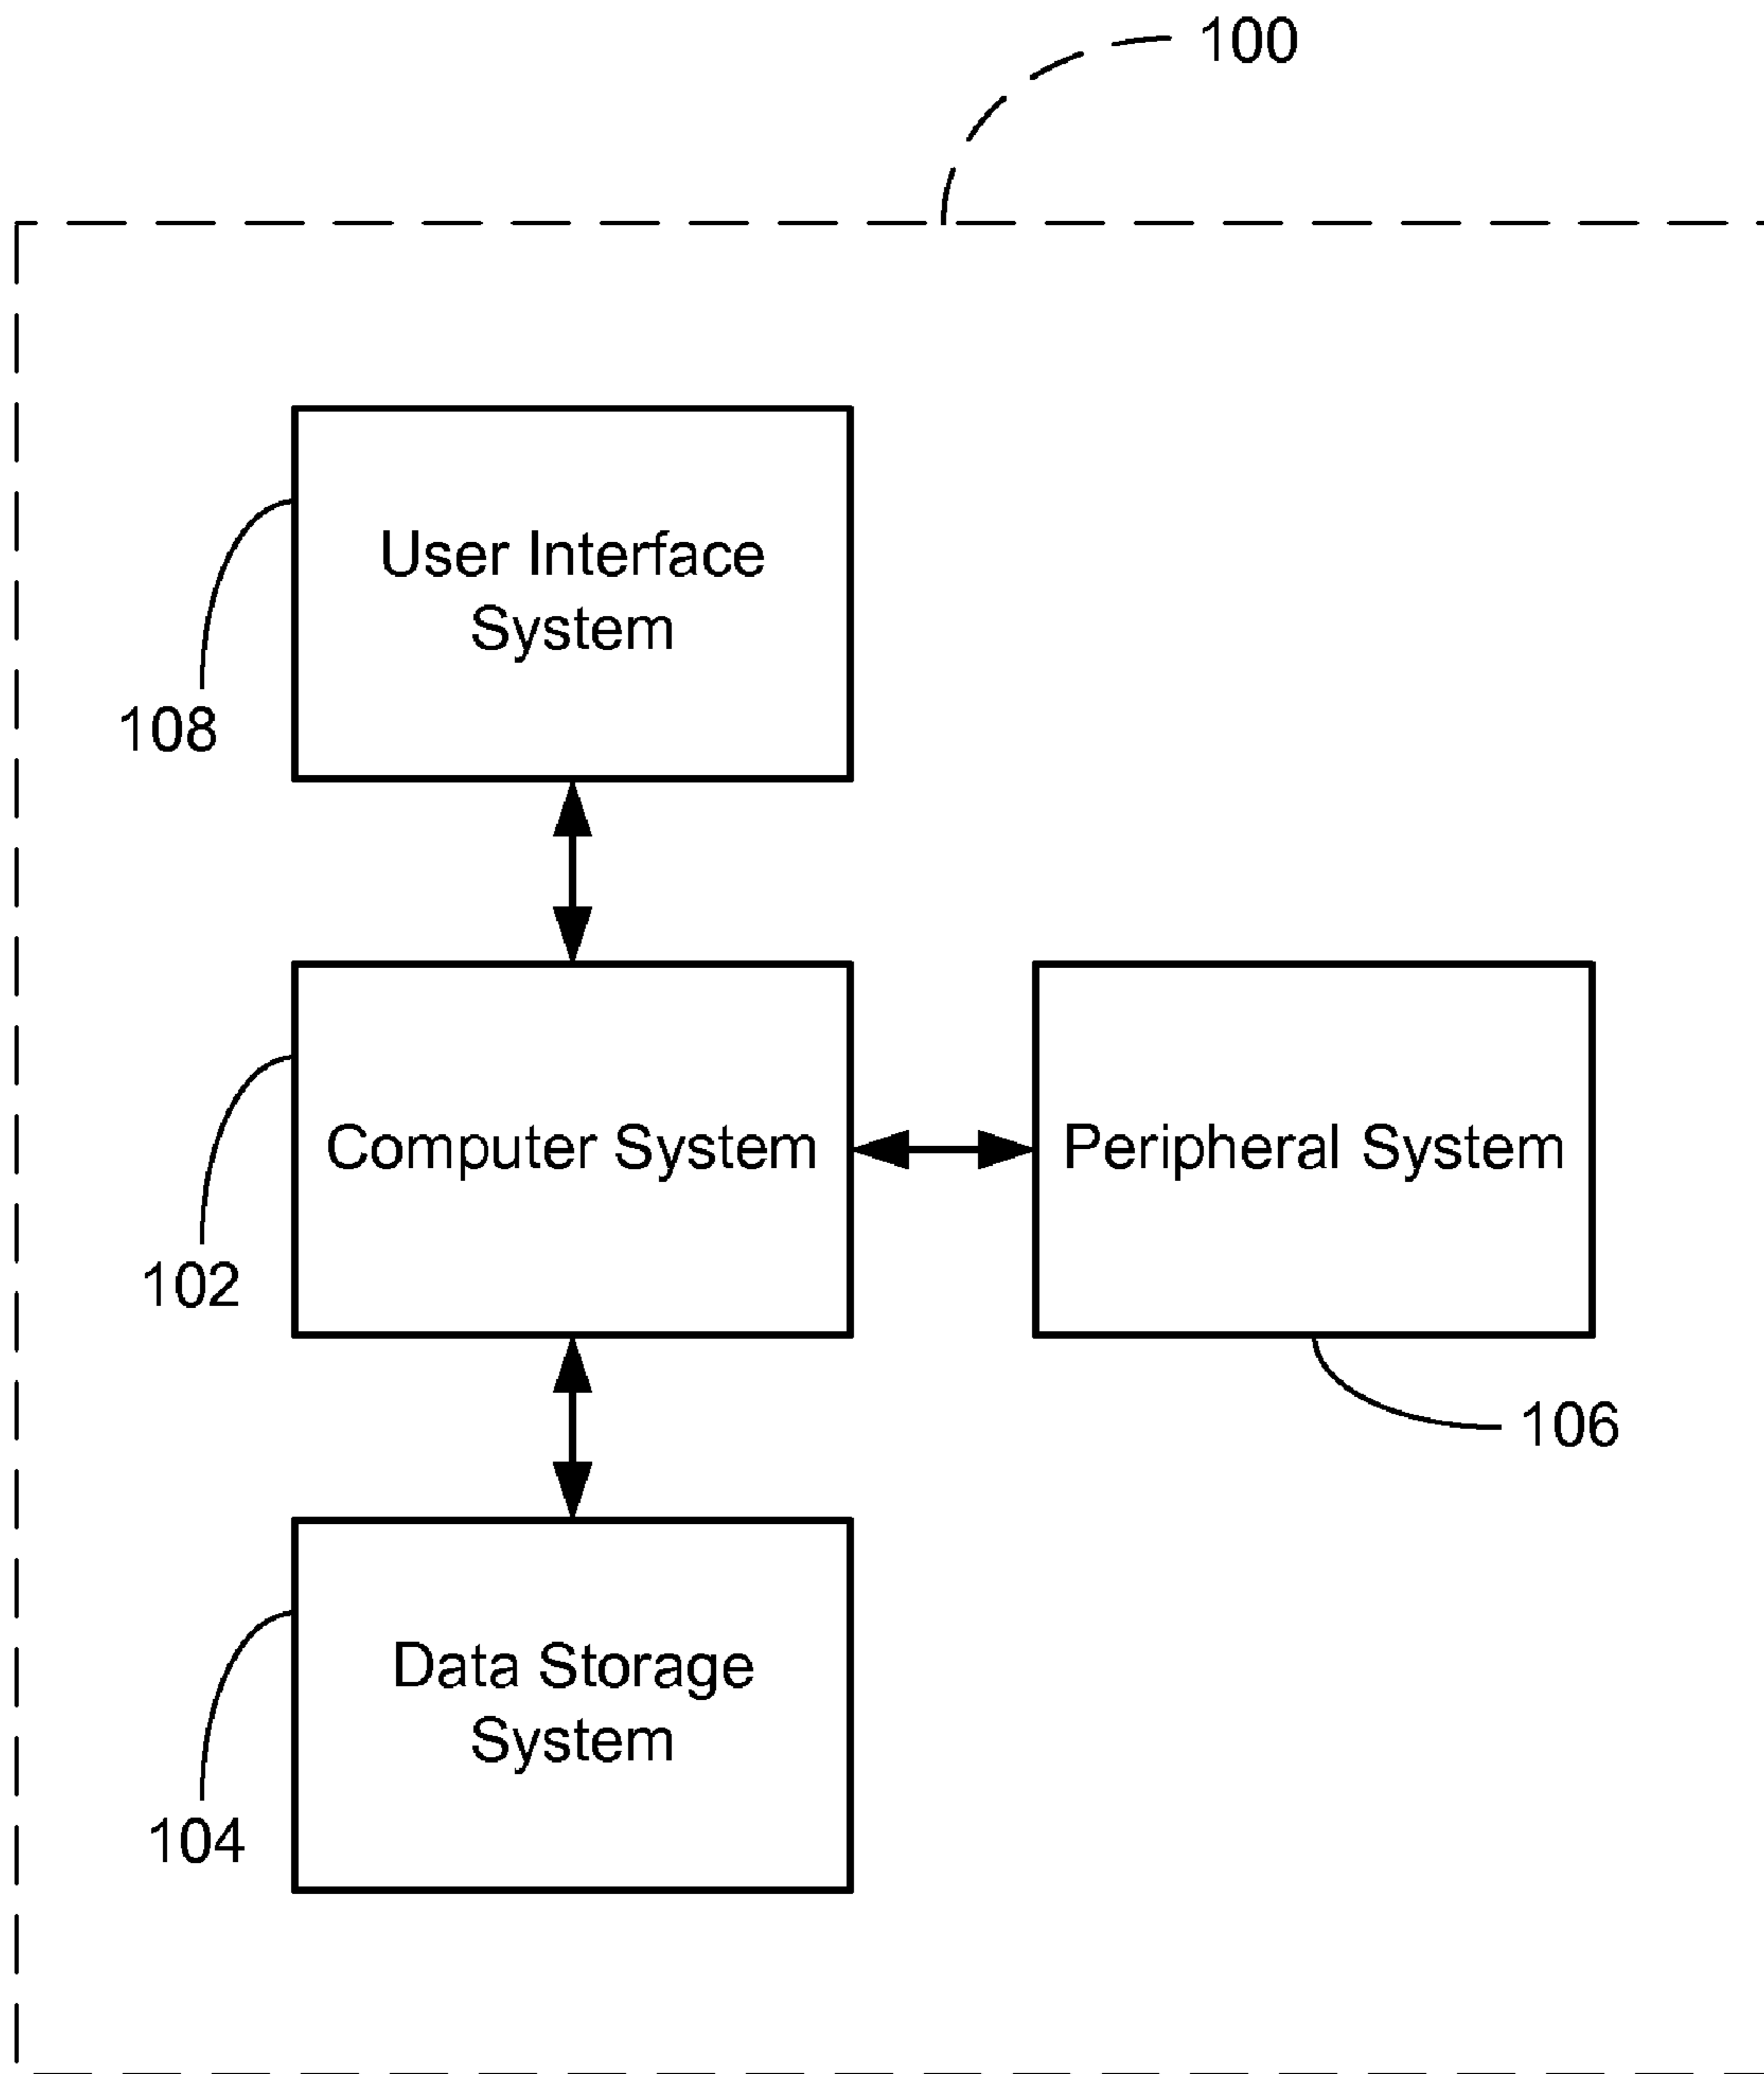 100
User Interface
System
108
Computer System
Peripheral System
102
106
Data Storage
System
104